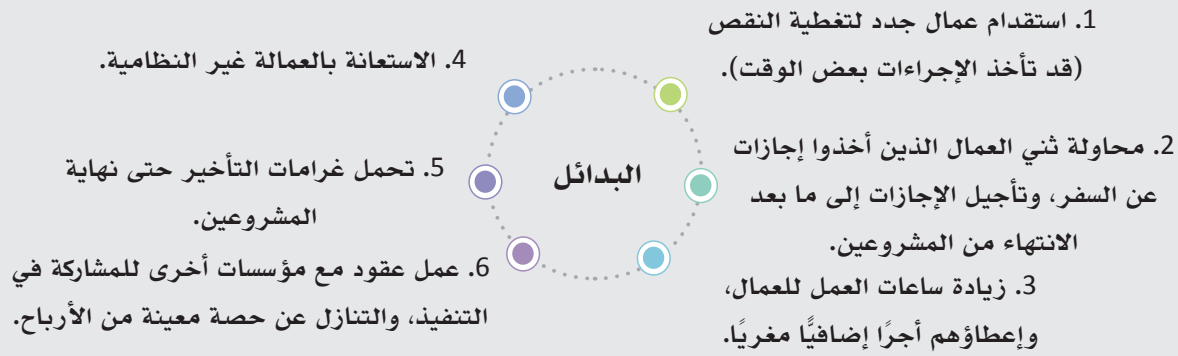 1. استقدام عمال جدد لتغطية النقص
(قد تأخذ الإجراءات بعض الوقت).
2. محاولة ثني العمال الذين أخذوا إجازات
عن السفر، وتأجيل الإجازات إلى ما بعد
الانتهاء من المشروعين.
3. زيادة ساعات العمل للعمال،
وإعطاؤهم أجرًا إضافيًّا مغريًا.
البدائل
4. الاستعانة بالعمالة غير النظامية.
5. تحمل غرامات التأخير حتى نهاية
المشروعين.
6. عمل عقود مع مؤسسات أخرى للمشاركة في
التنفيذ، والتنازل عن حصة معينة من الأرباح.